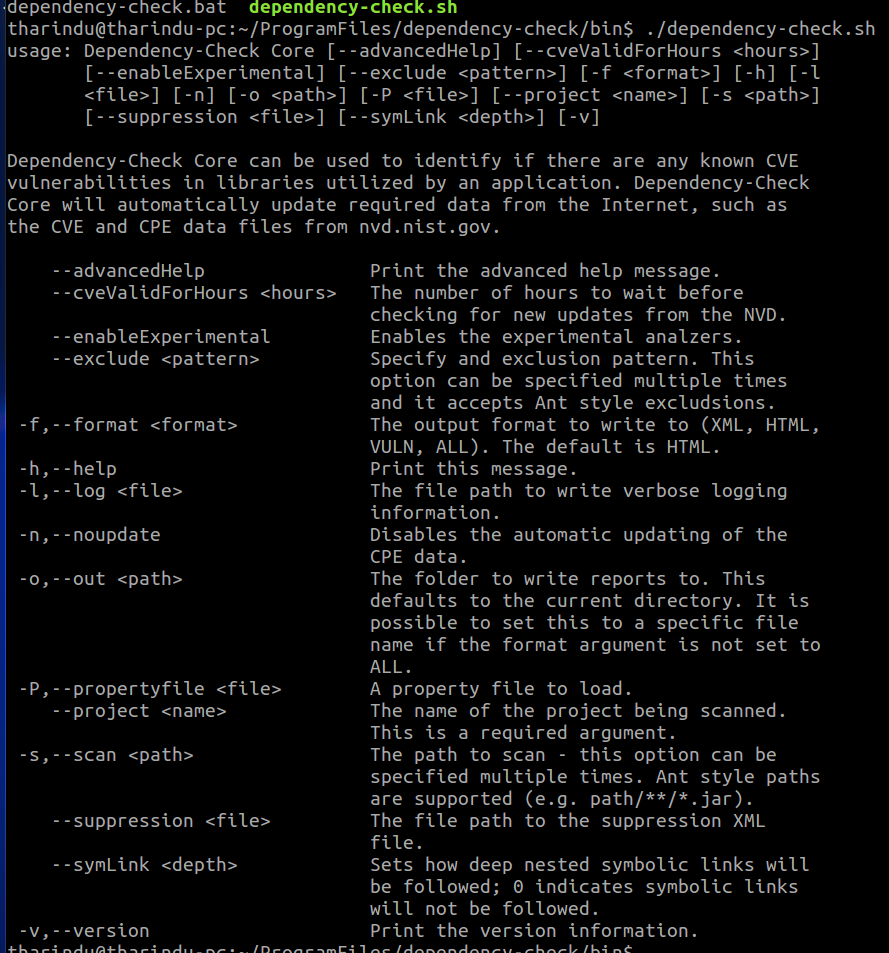 dependency-check.bat  dependency-check.sh
tharindu@tharindu-pc:~/ProgramFiles/dependency-check/bin$ ./dependency-check.sh
usage: Dependency-Check Core [--advancedHelp] [--cveValidForHours <hours>]
       [--enableExperimental] [--exclude <pattern>] [-f <format>] [-h] [-l
       <file>] [-n] [-o <path>] [-P <file>] [--project <name>] [-s <path>]
       [--suppression <file>] [--symLink <depth>] [-v]

Dependency-Check Core can be used to identify if there are any known CVE
vulnerabilities in libraries utilized by an application. Dependency-Check
Core will automatically update required data from the Internet, such as
the CVE and CPE data files from nvd.nist.gov.

    --advancedHelp               Print the advanced help message.
    --cveValidForHours <hours>   The number of hours to wait before
                                 checking for new updates from the NVD.
    --enableExperimental         Enables the experimental analzers.
    --exclude <pattern>          Specify and exclusion pattern. This
                                 option can be specified multiple times
                                 and it accepts Ant style excludsions.
 -f,--format <format>            The output format to write to (XML, HTML,
                                 VULN, ALL). The default is HTML.
 -h,--help                       Print this message.
 -l,--log <file>                 The file path to write verbose logging
                                 information.
 -n,--noupdate                   Disables the automatic updating of the
                                 CPE data.
 -o,--out <path>                 The folder to write reports to. This
                                 defaults to the current directory. It is
                                 possible to set this to a specific file
                                 name if the format argument is not set to
                                 ALL.
 -P,--propertyfile <file>        A property file to load.
    --project <name>             The name of the project being scanned.
                                 This is a required argument.
 -s,--scan <path>                The path to scan - this option can be
                                 specified multiple times. Ant style paths
                                 are supported (e.g. path/**/*.jar).
    --suppression <file>         The file path to the suppression XML
                                 file.
    --symLink <depth>            Sets how deep nested symbolic links will
                                 be followed; 0 indicates symbolic links
                                 will not be followed.
 -v,--version                    Print the version information.
tharindu@tharindu-pc:~/ProgramFiles/dependency-check/bin$